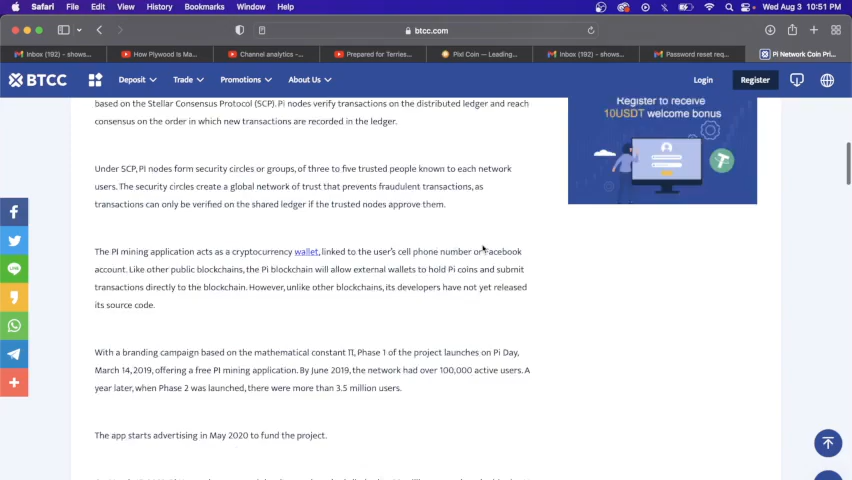 Safari File Edit View History Bookmarks Window Help Wed Aug 3 10:51 PM
btcc.com
Inbox (192) - shows... How Plywood Is Ma... Channel analytics -... Prepared for Terries... Pixl Coin — Leading... Inbox (192) - shows... Password reset req... Pi Network Coin Pri...
BTCC Deposit Trade Promotions About Us Login Register
based on the Stellar Consensus Protocol (SCP). Pi nodes verify transactions on the distributed ledger and reach
consensus on the order in which new transactions are recorded in the ledger.
Register to receive
10USDT welcome bonus
Under SCP, PI nodes form security circles or groups, of three to five trusted people known to each network
users. The security circles create a global network of trust that prevents fraudulent transactions, as
transactions can only be verified on the shared ledger if the trusted nodes approve them.
The PI mining application acts as a cryptocurrency wallet, linked to the user's cell phone number or Facebook
account. Like other public blockchains, the Pi blockchain will allow external wallets to hold Pi coins and submit
transactions directly to the blockchain. However, unlike other blockchains, its developers have not yet released
its source code.
With a branding campaign based on the mathematical constant Π, Phase 1 of the project launches on Pi Day,
March 14, 2019, offering a free PI mining application. By June 2019, the network had over 100,000 active users. A
year later, when Phase 2 was launched, there were more than 3.5 million users.
The app starts advertising in May 2020 to fund the project.